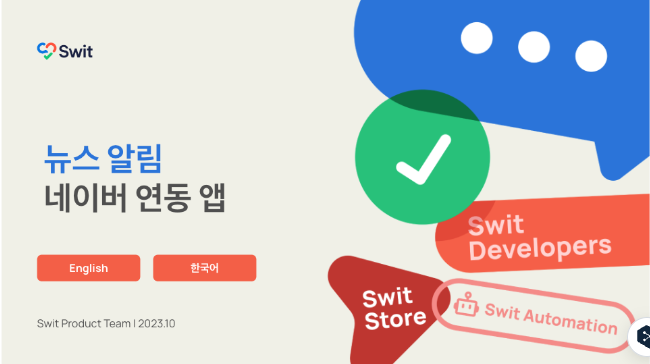 Swit
뉴스 알림
네이버 연동 앱
English
한국어
Swit Product Team | 2023.10
Swit
Developers
Swit
Store
Swit Automation